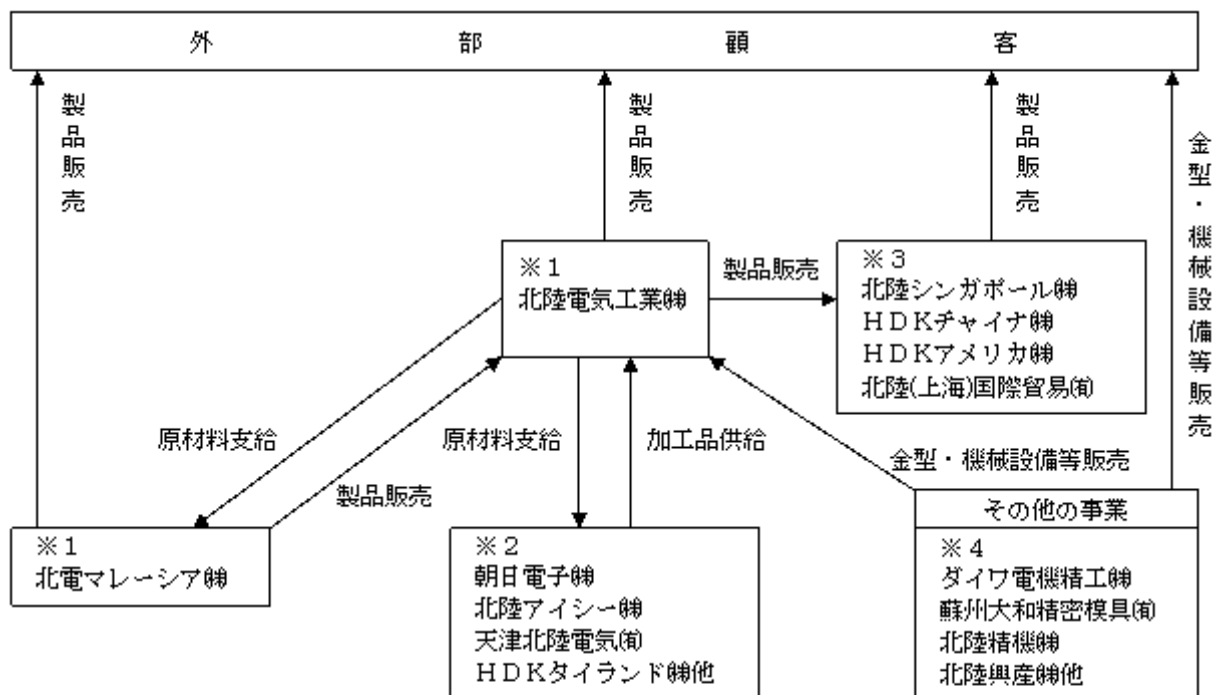 外部顧客
製品販売
製品販売
製品販売
金型・機械設備等販売
※1
北陸電気工業㈱
製品販売
※3
北陸シンガポール㈱
HDKチャイナ㈱
HDKアメリカ㈱
北陸(上海)国際貿易㈲
原材料支給
製品販売
原材料支給
加工品供給
金型・機械設備等販売
※1
北電マレーシア㈱
※2
朝日電子㈱
北陸アイシー㈱
天津北陸電気㈲
HDKタイランド㈱他
その他の事業
※4
ダイワ電機精工㈱
蘇州大和精密模具㈲
北陸精機㈱
北陸興産㈱他